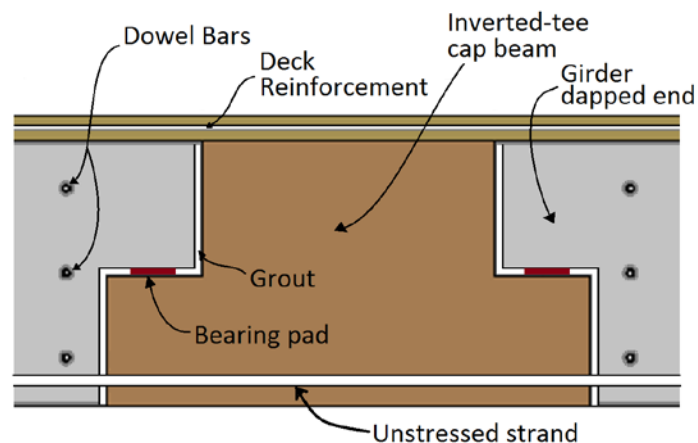 Dowel Bars
Deck
Reinforcement
Inverted-tee
cap beam
Girder
dapped end
Grout
Bearing pad
Unstressed strand